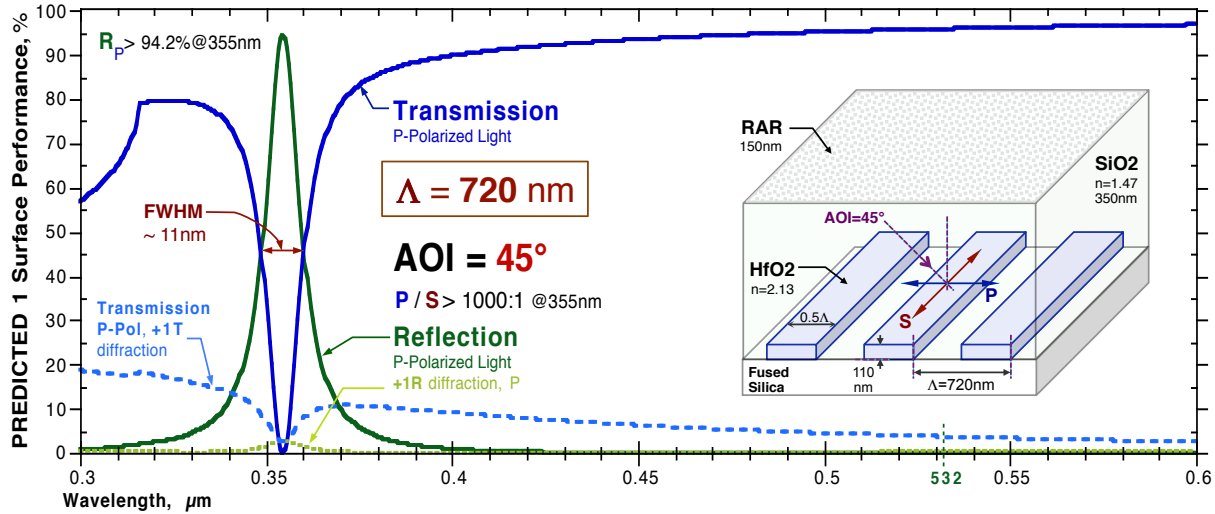 PREDICTED 1 Surface Performance, %
100
90
80
70
60
50
40
30
20
10
0
R_P > 94.2%@355nm
Transmission
P-Polarized Light
Λ = 720 nm
FWHM
~ 11nm
AOI = 45°
P / S > 1000:1 @355nm
Transmission
P-Pol, +1T
diffraction
Reflection
P-Polarized Light
+1R diffraction, P
RAR
150nm
SiO2
n=1.47
350nm
AOI=45°
HfO2
n=2.13
P
S
0.5Λ
110
nm
Λ=720nm
Fused
Silica
0.3
0.35
0.4
0.45
0.5
532
0.55
0.6
Wavelength, µm